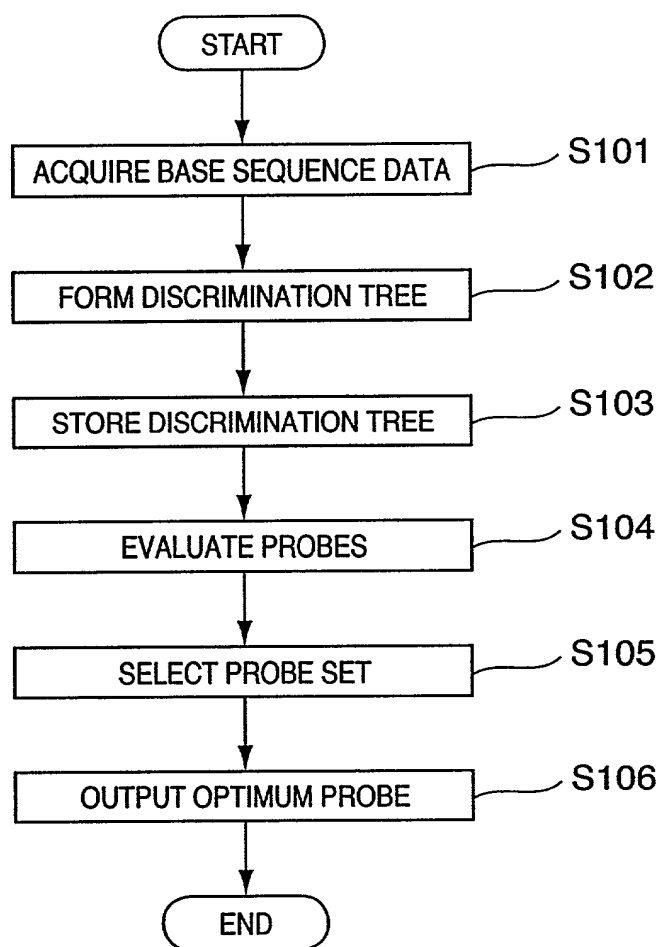 START
ACQUIRE BASE SEQUENCE DATA
S101
FORM DISCRIMINATION TREE
S102
STORE DISCRIMINATION TREE
S103
EVALUATE PROBES
S104
SELECT PROBE SET
S105
OUTPUT OPTIMUM PROBE
S106
END